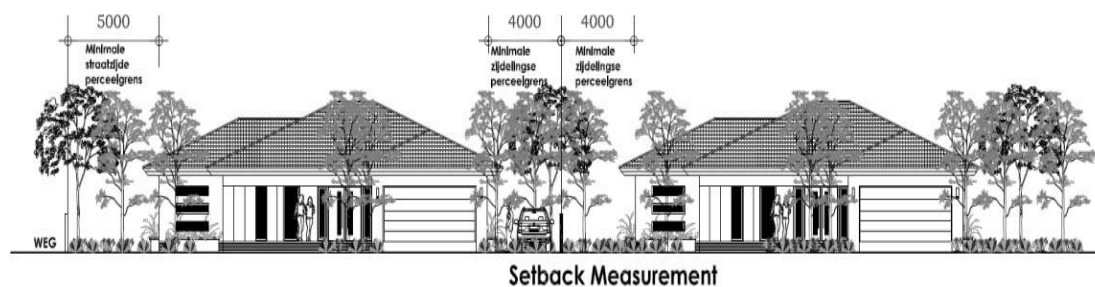 5000
4000
4000
Minimale
straatzijde
perceelgrens
Minimale
zijdelingse
perceelgrens
Minimale
zijdelingse
perceelgrens
WEG
Setback Measurement